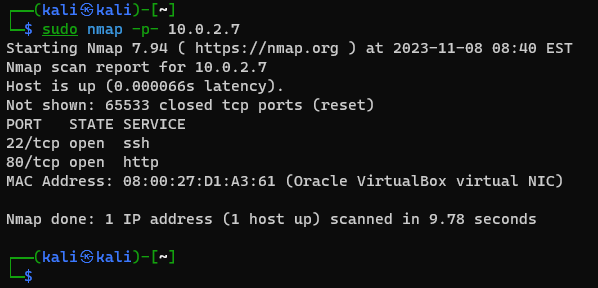 ┌──(kali㉿kali)-[~]
└─$ sudo nmap -p- 10.0.2.7
Starting Nmap 7.94 ( https://nmap.org ) at 2023-11-08 08:40 EST
Nmap scan report for 10.0.2.7
Host is up (0.000066s latency).
Not shown: 65533 closed tcp ports (reset)
PORT   STATE SERVICE
22/tcp open  ssh
80/tcp open  http
MAC Address: 08:00:27:D1:A3:61 (Oracle VirtualBox virtual NIC)
Nmap done: 1 IP address (1 host up) scanned in 9.78 seconds
┌──(kali㉿kali)-[~]
└─$